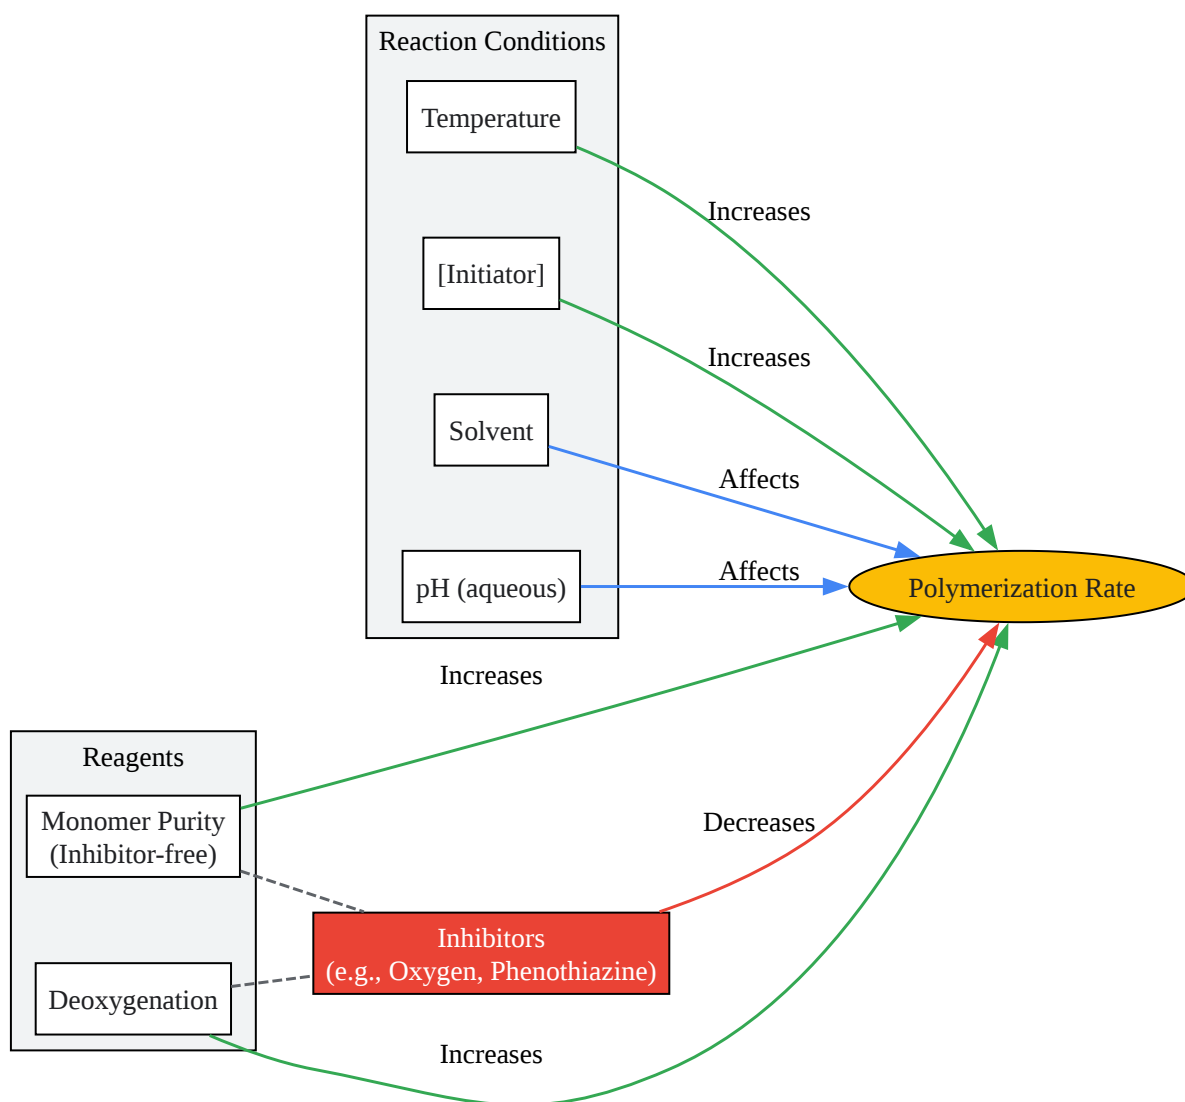 Reaction Conditions
Temperature
Increases
[Initiator]
Increases
Solvent
Affects
pH (aqueous)
Affects
Polymerization Rate
Increases
Reagents
Monomer Purity
(Inhibitor-free)
Decreases
Inhibitors
(e.g., Oxygen, Phenothiazine)
Deoxygenation
Increases